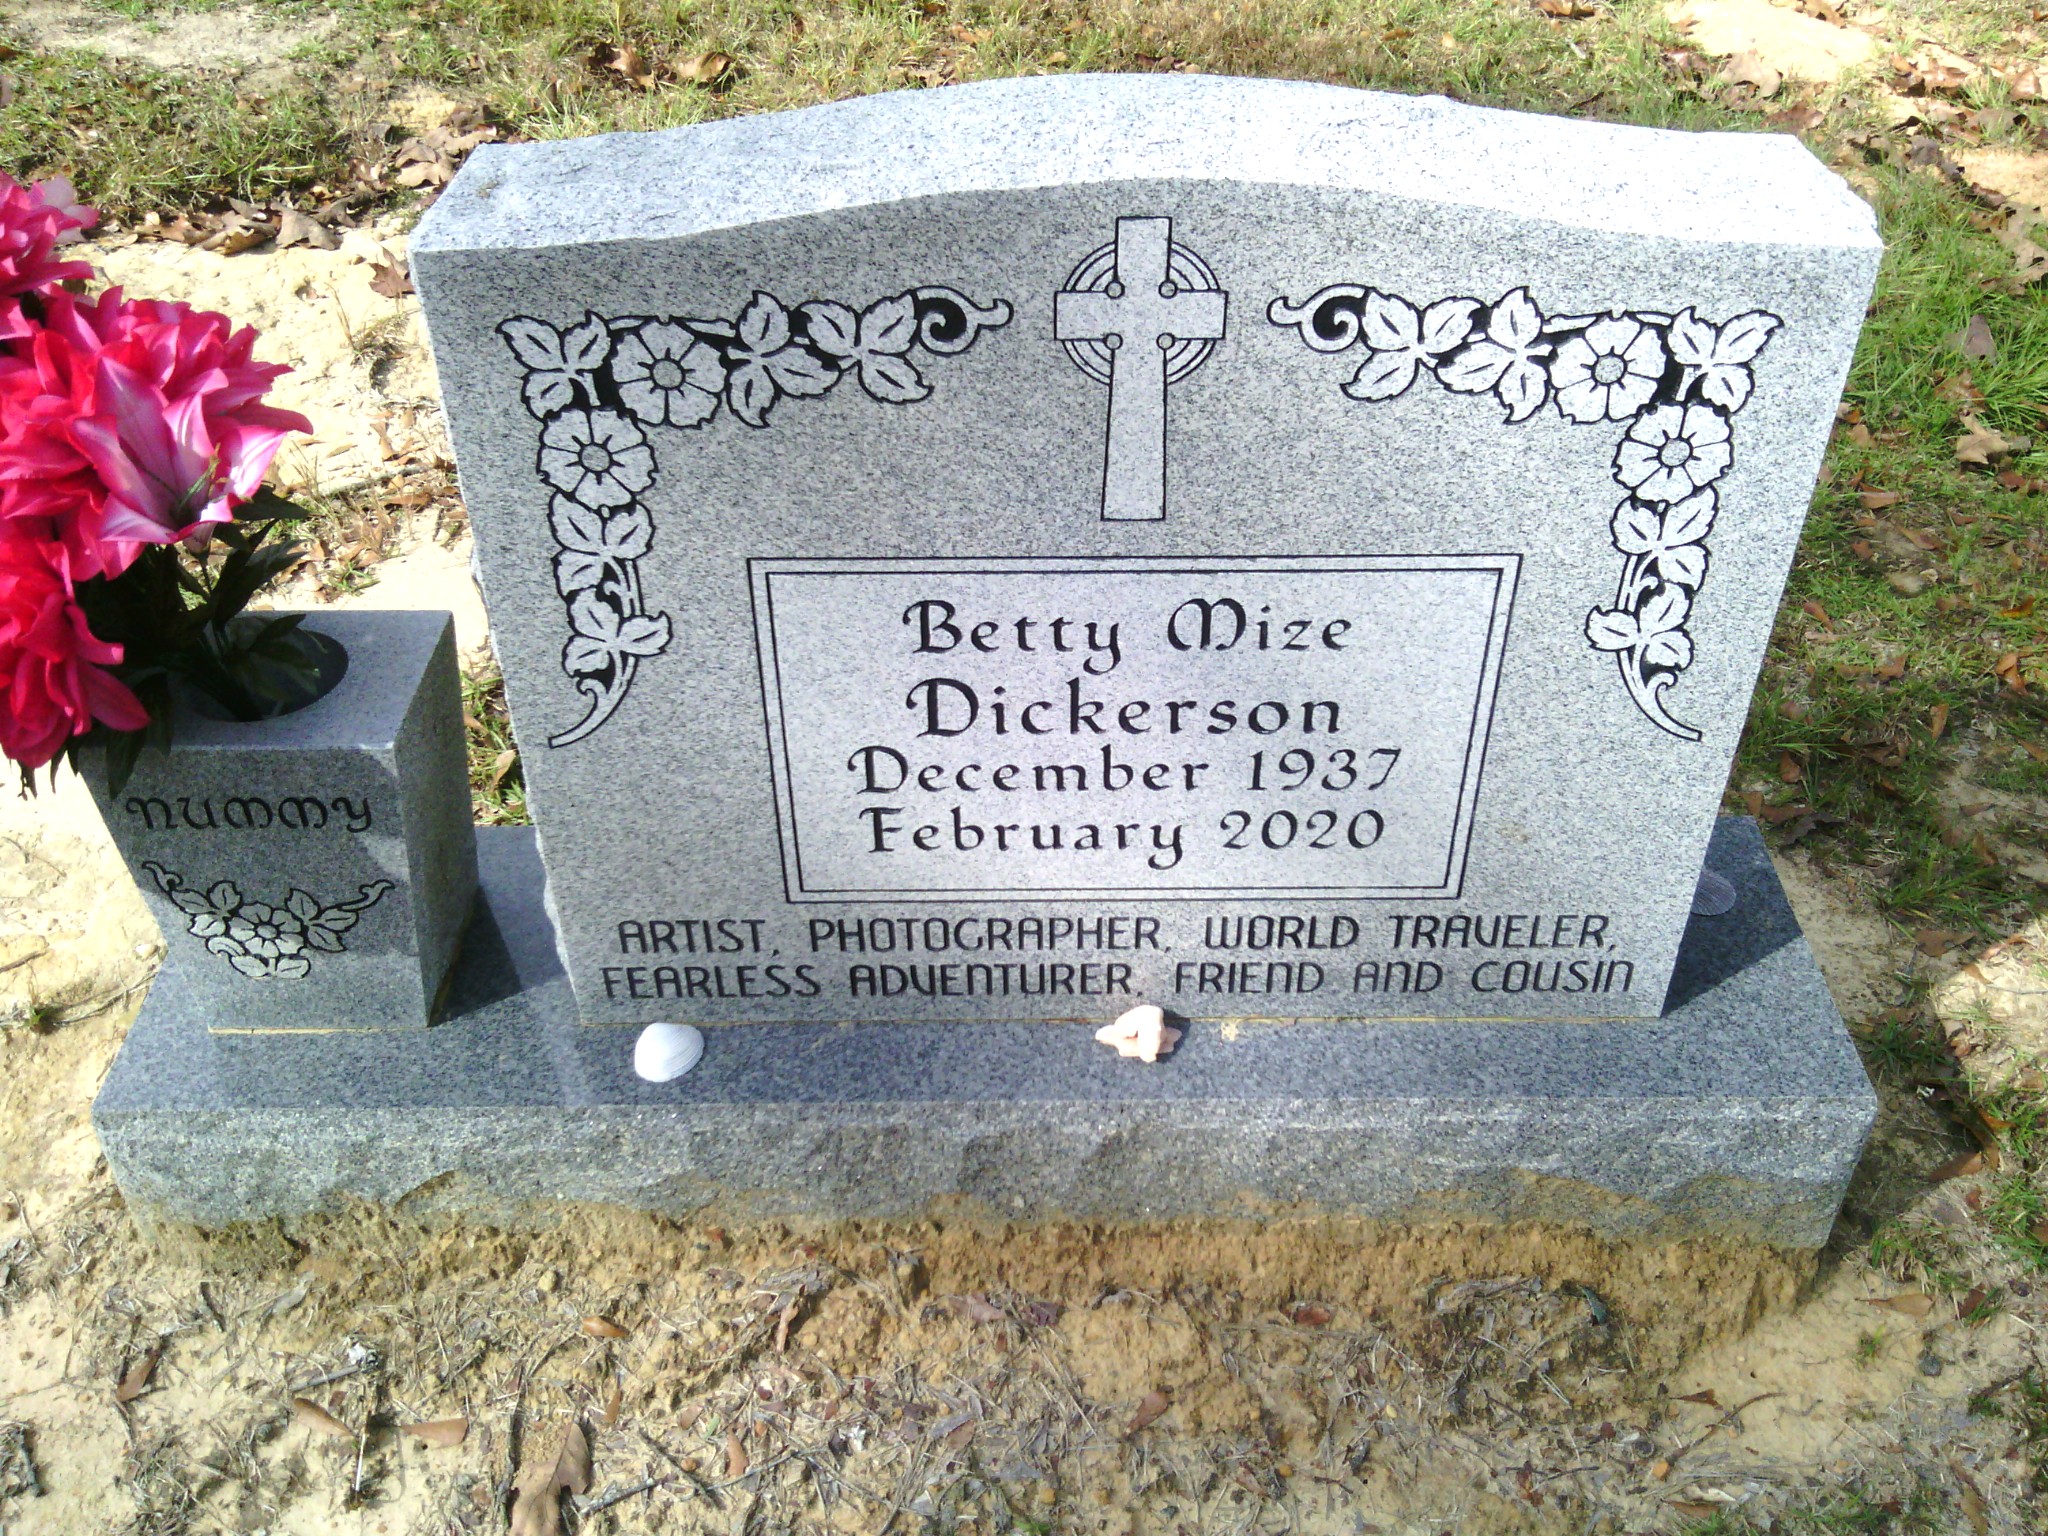 Betty Mize
Dickerson
December 1937
February 2020
ARTIST, PHOTOGRAPHER, WORLD TRAVELER,
FEARLESS ADVENTURER, FRIEND AND COUSIN
NUMMY